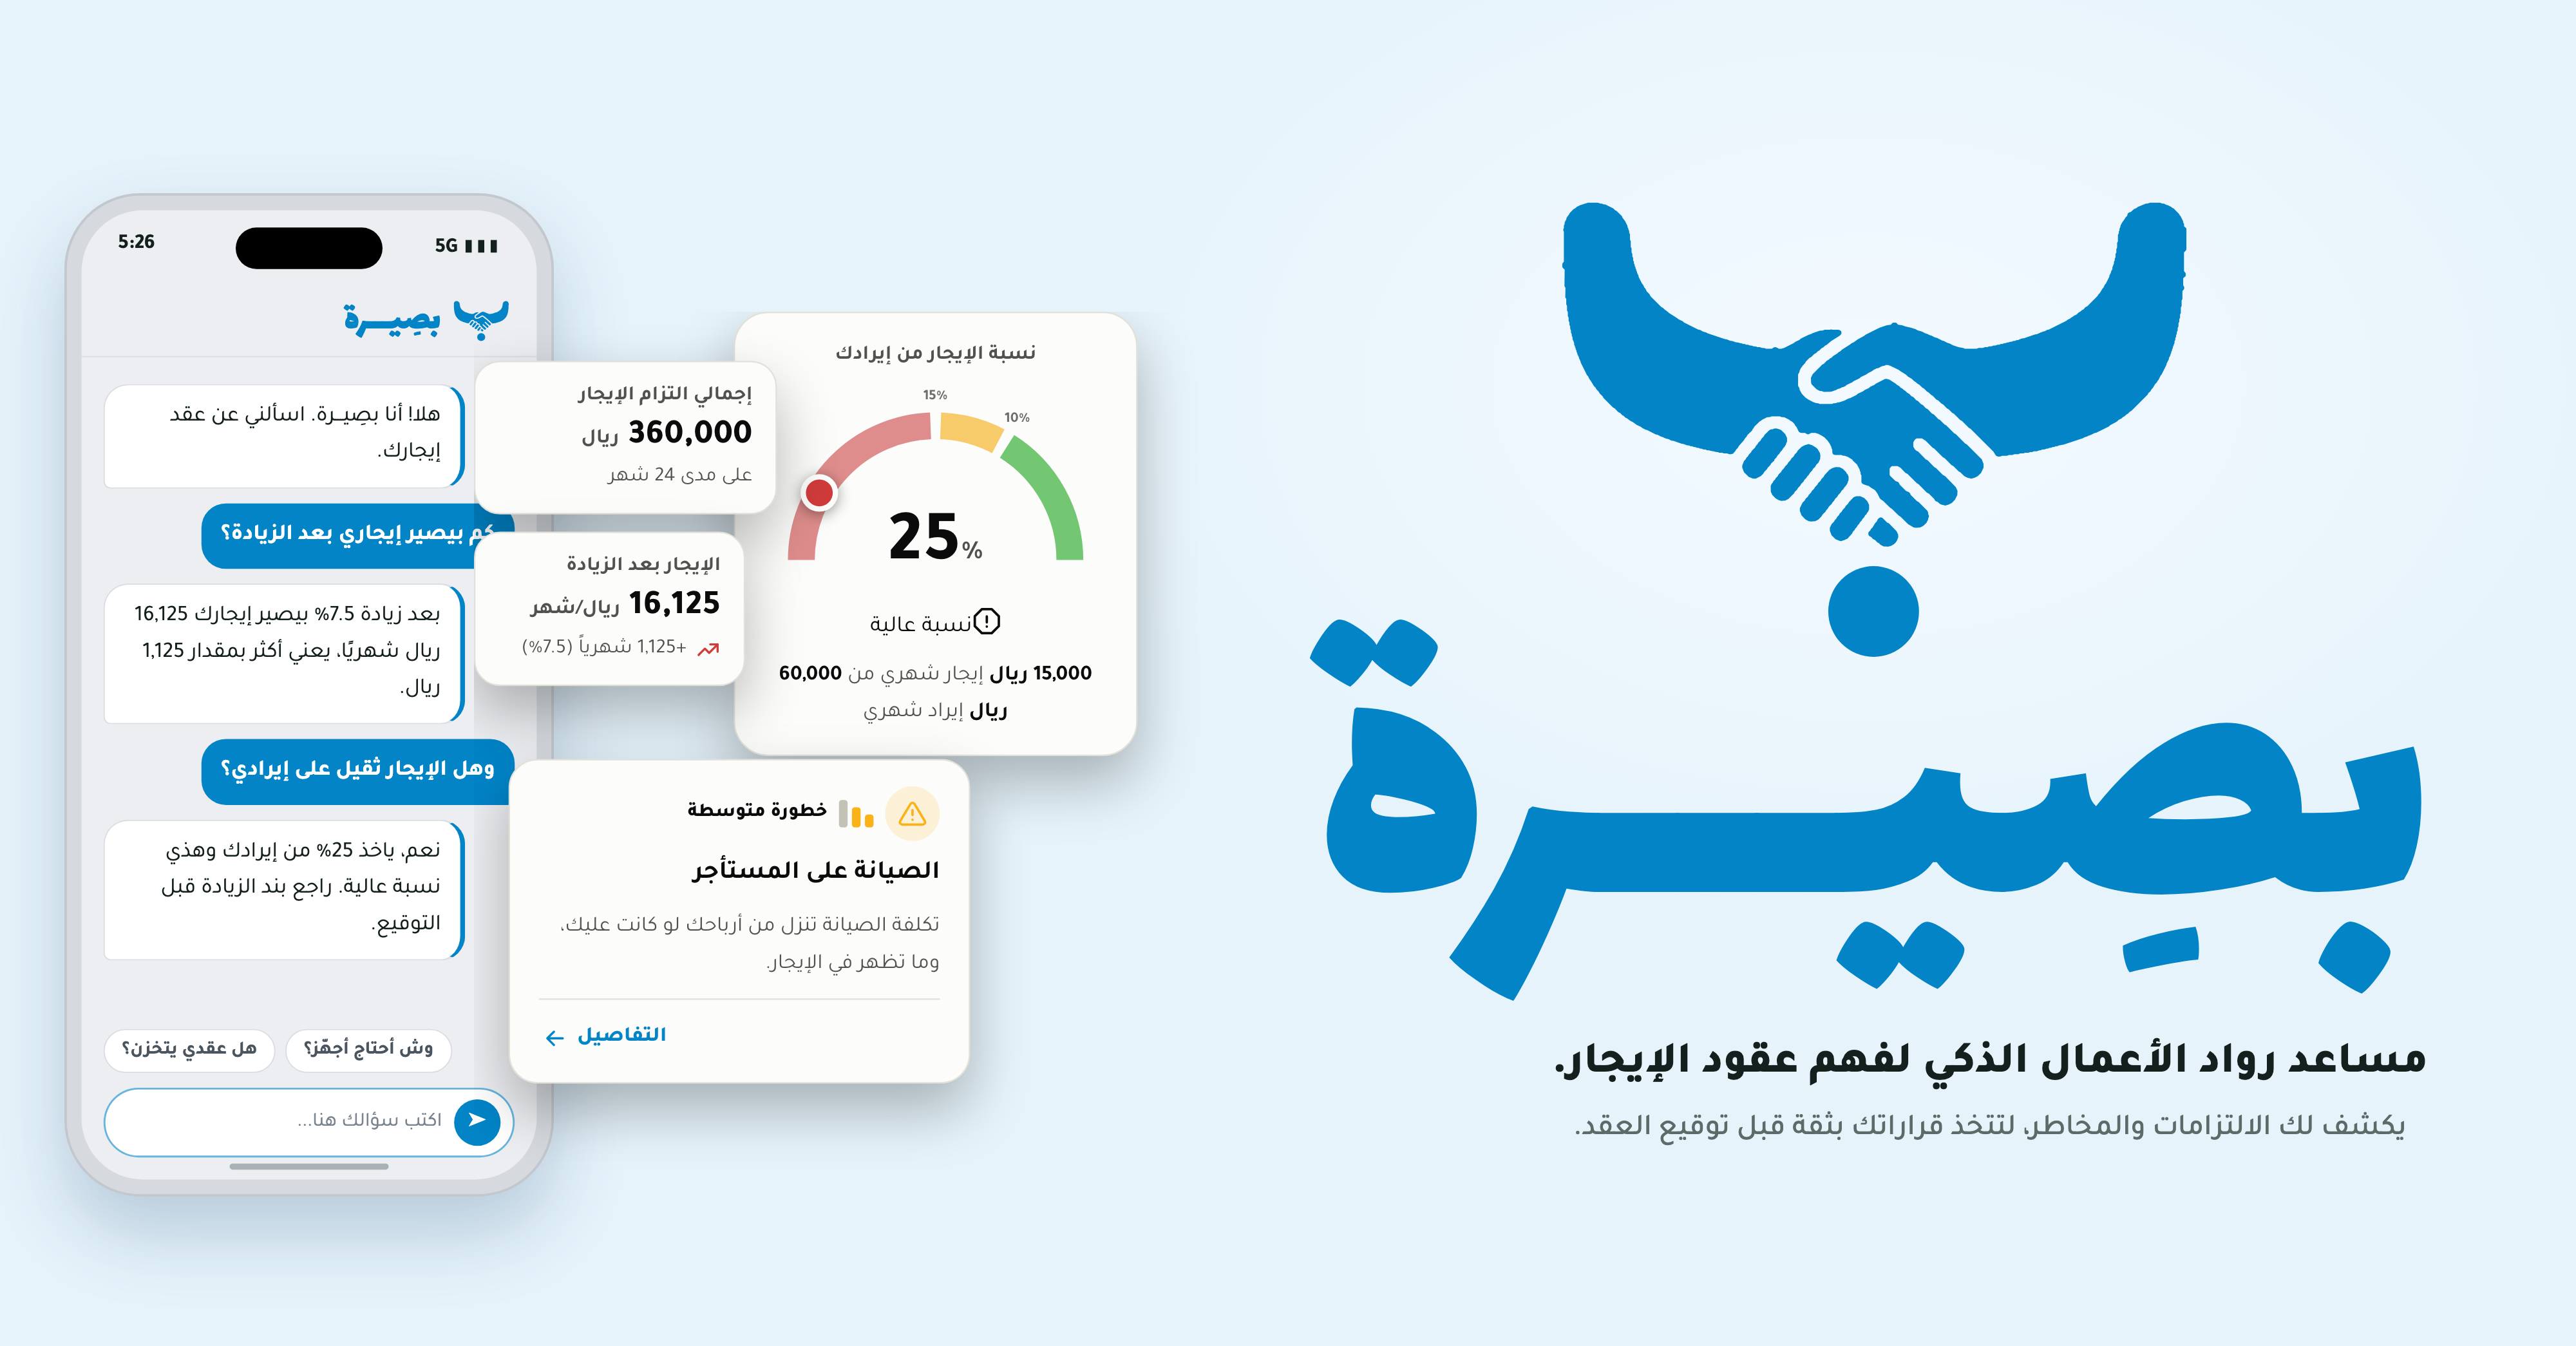 بصِيـــرة
مساعد رواد الأعمال الذكي لفهم عقود الإيجار.
يكشف لك الالتزامات والمخاطر، لتتخذ قراراتك بثقة قبل توقيع العقد.
نسبة الإيجار من إيرادك
15%
10%
25%
نسبة عالية
15,000 ريال إيجار شهري من 60,000
ريال إيراد شهري
إجمالي التزام الإيجار
360,000 ريال
على مدى 24 شهر
الإيجار بعد الزيادة
16,125 ريال/شهر
+1,125 شهرياً (7.5%)
خطورة متوسطة
الصيانة على المستأجر
تكلفة الصيانة تنزل من أرباحك لو كانت عليك،
وما تظهر في الإيجار.
التفاصيل
5:26
5G
بصِيـــرة
هلا! أنا بصِيــرة. اسألني عن عقد
إيجارك.
كم بيصير إيجاري بعد الزيادة؟
بعد زيادة 7.5% بيصير إيجارك 16,125
ريال شهريًا، يعني أكثر بمقدار 1,125
ريال.
وهل الإيجار ثقيل على إيرادي؟
نعم، ياخذ 25% من إيرادك وهذي
نسبة عالية. راجع بند الزيادة قبل
التوقيع.
وش أحتاج أجهّز؟
هل عقدي يتخزن؟
اكتب سؤالك هنا...